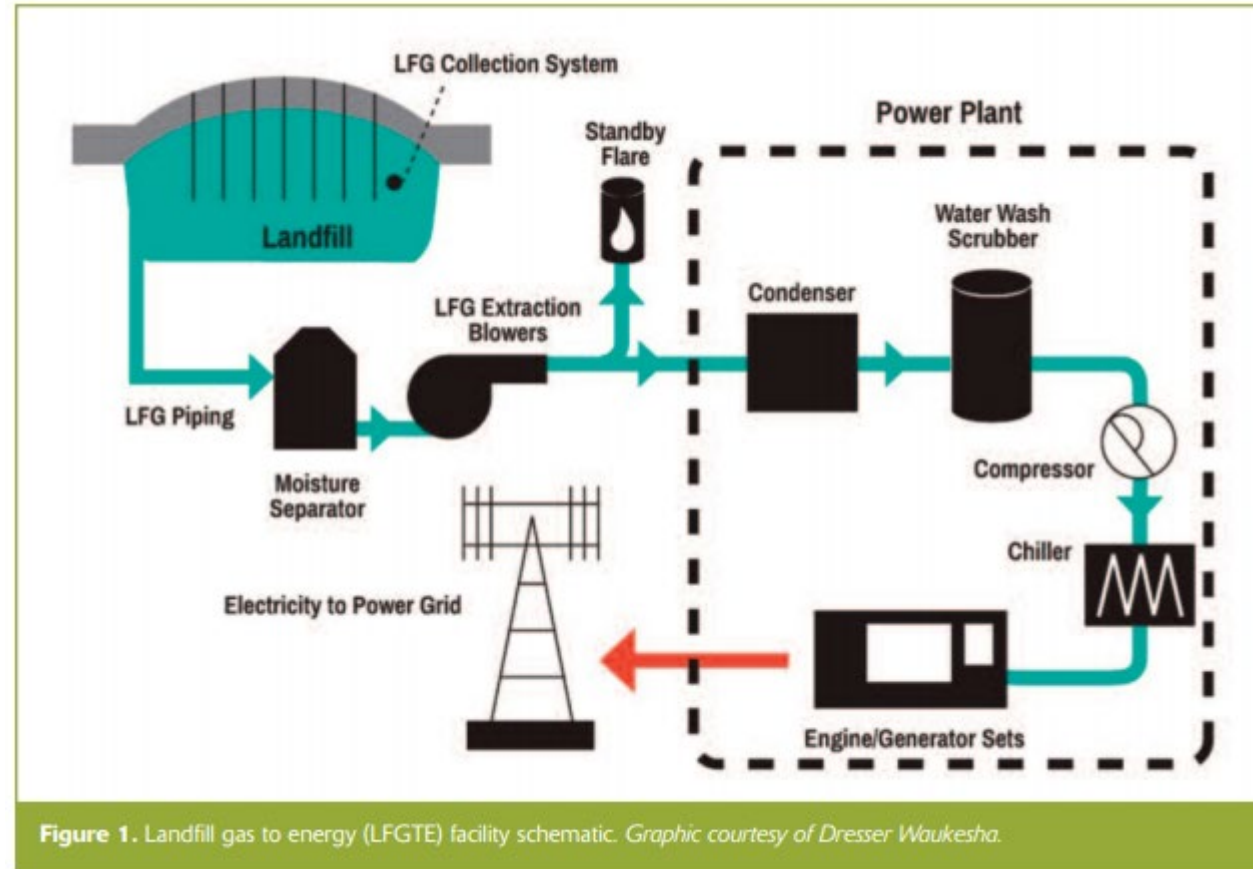 LFG Collection System
Landfill
Standby
Flare
Power Plant
Water Wash
Scrubber
Condenser
LFG Extraction
Blowers
LFG Piping
Moisture
Separator
Compressor
Chiller
Electricity to Power Grid
Engine/Generator Sets
Figure 1. Landfill gas to energy (LFGTE) facility schematic. Graphic courtesy of Dresser Waukesha.